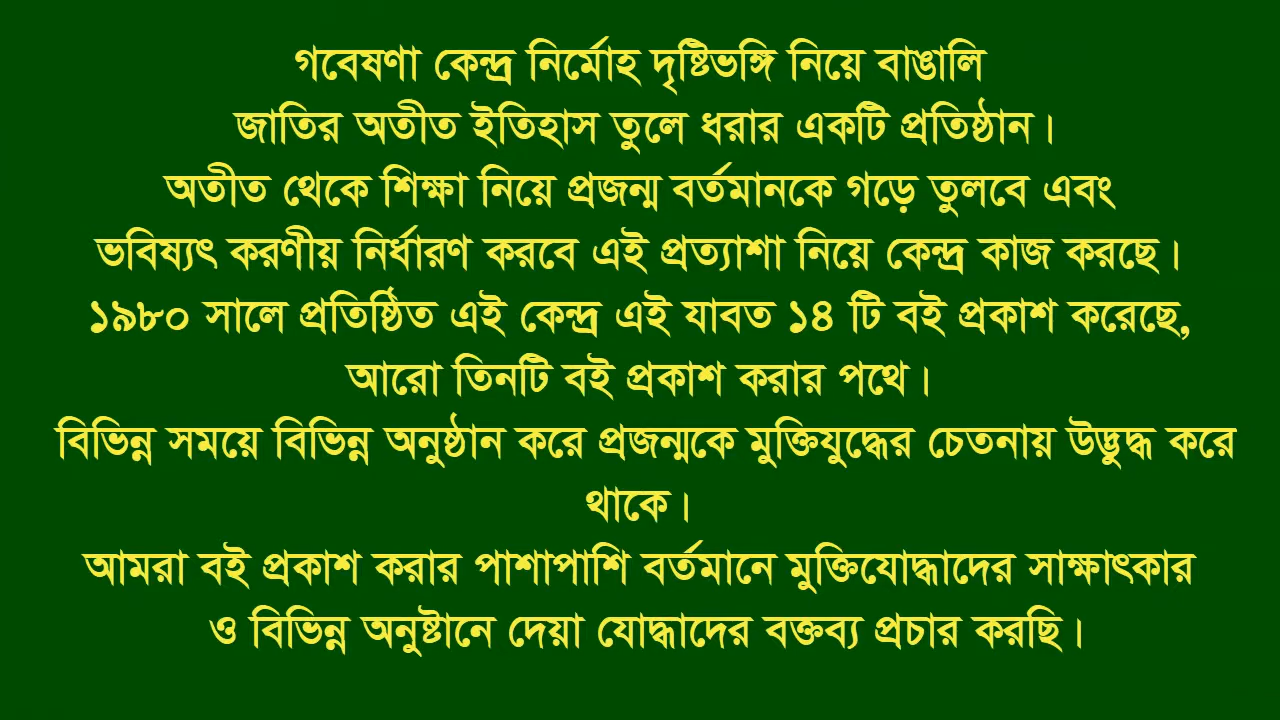 গবেষণা কেন্দ্র নির্মোহ দৃষ্টিভঙ্গি নিয়ে বাঙালি
জাতির অতীত ইতিহাস তুলে ধরার একটি প্রতিষ্ঠান।
অতীত থেকে শিক্ষা নিয়ে প্রজন্ম বর্তমানকে গড়ে তুলবে এবং
ভবিষ্যৎ করণীয় নির্ধারণ করবে এই প্রত্যাশা নিয়ে কেন্দ্র কাজ করছে।
১৯৮০ সালে প্রতিষ্ঠিত এই কেন্দ্র এই যাবত ১৪ টি বই প্রকাশ করেছে,
আরো তিনটি বই প্রকাশ করার পথে।
বিভিন্ন সময়ে বিভিন্ন অনুষ্ঠান করে প্রজন্মকে মুক্তিযুদ্ধের চেতনায় উদ্ভুদ্ধ করে
থাকে।
আমরা বই প্রকাশ করার পাশাপাশি বর্তমানে মুক্তিযোদ্ধাদের সাক্ষাৎকার
ও বিভিন্ন অনুষ্টানে দেয়া যোদ্ধাদের বক্তব্য প্রচার করছি।